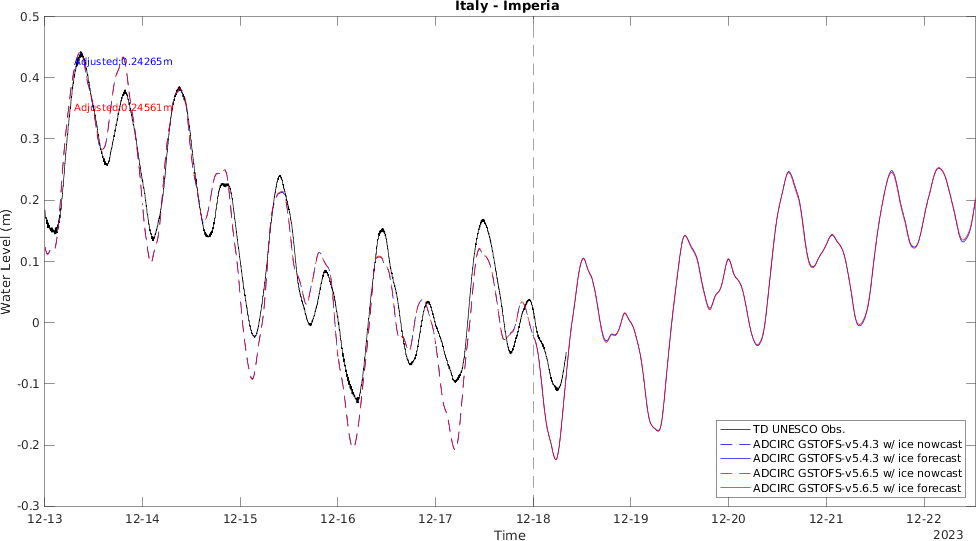 Italy - Imperia
0.5
0.4
0.3
0.2
0.1
0
-0.1
-0.2
-0.3
Water Level (m)
Adjusted:0.24265m
Adjusted:0.24561m
TD UNESCO Obs.
ADCIRC GSTOFS-v5.4.3 w/ ice nowcast
ADCIRC GSTOFS-v5.4.3 w/ ice forecast
ADCIRC GSTOFS-v5.6.5 w/ ice nowcast
ADCIRC GSTOFS-v5.6.5 w/ ice forecast
12-13 12-14 12-15 12-16 12-17 12-18 12-19 12-20 12-21 12-22
Time
2023